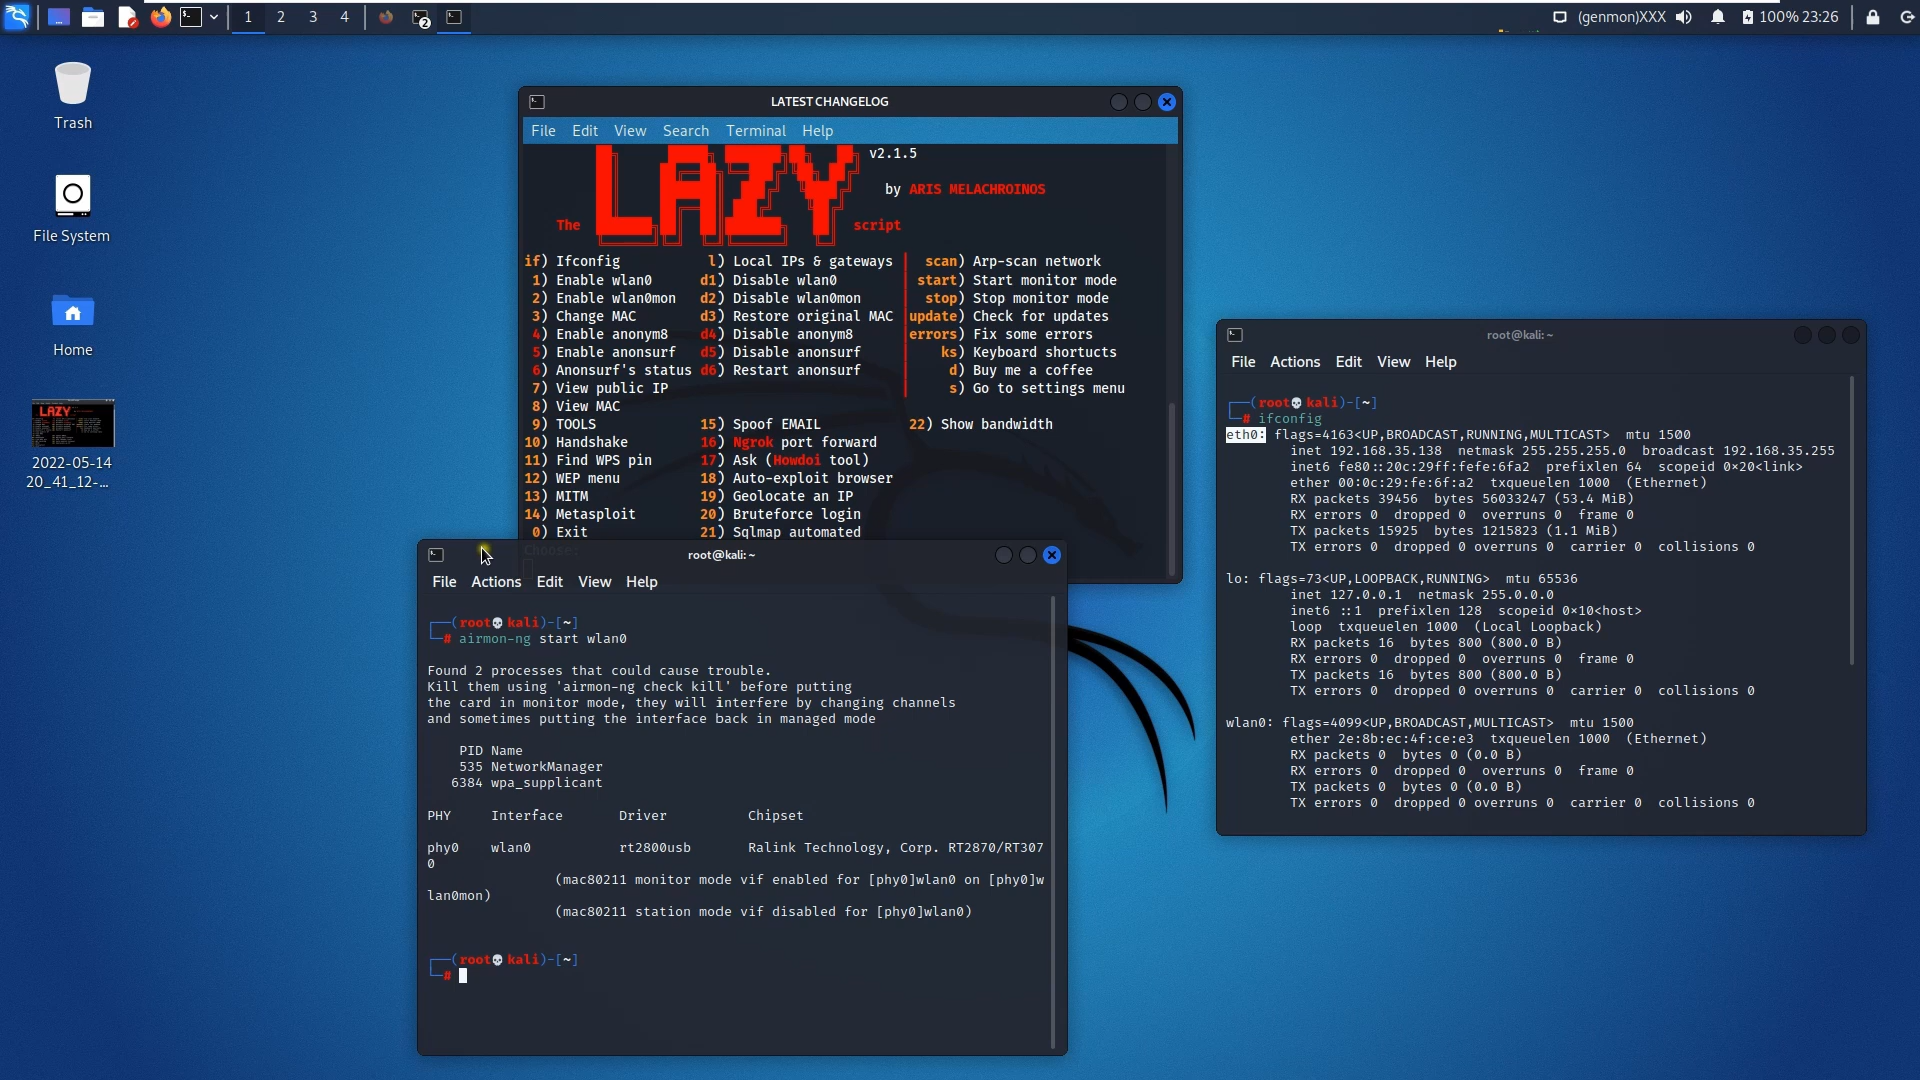 1 2 3 4 2 (genmon)XXX 100% 23:26
Trash
File System
Home
2022-05-14
20_41_12-...
LATEST CHANGELOG
File Edit View Search Terminal Help
LAZY v2.1.5
by ARIS MELACHROINOS
The script
if) Ifconfig l) Local IPs & gateways scan) Arp-scan network
1) Enable wlan0 d1) Disable wlan0 start) Start monitor mode
2) Enable wlan0mon d2) Disable wlan0mon stop) Stop monitor mode
3) Change MAC d3) Restore original MAC update) Check for updates
4) Enable anonym8 d4) Disable anonym8 errors) Fix some errors
5) Enable anonsurf d5) Disable anonsurf ks) Keyboard shortucts
6) Anonsurf's status d6) Restart anonsurf d) Buy me a coffee
7) View public IP s) Go to settings menu
8) View MAC
9) TOOLS 15) Spoof EMAIL 22) Show bandwidth
10) Handshake 16) Ngrok port forward
11) Find WPS pin 17) Ask (Howdoi tool)
12) WEP menu 18) Auto-exploit browser
13) MITM 19) Geolocate an IP
14) Metasploit 20) Bruteforce login
0) Exit 21) Sqlmap automated
Choose:
root@kali: ~
File Actions Edit View Help
(root💀kali)-[~]
# airmon-ng start wlan0
Found 2 processes that could cause trouble.
Kill them using 'airmon-ng check kill' before putting
the card in monitor mode, they will interfere by changing channels
and sometimes putting the interface back in managed mode
PID Name
535 NetworkManager
6384 wpa_supplicant
PHY Interface Driver Chipset
phy0 wlan0 rt2800usb Ralink Technology, Corp. RT2870/RT307
0
(mac80211 monitor mode vif enabled for [phy0]wlan0 on [phy0]w
lan0mon)
(mac80211 station mode vif disabled for [phy0]wlan0)
(root💀kali)-[~]
#
root@kali: ~
File Actions Edit View Help
(root💀kali)-[~]
# ifconfig
eth0: flags=4163<UP,BROADCAST,RUNNING,MULTICAST> mtu 1500
inet 192.168.35.138 netmask 255.255.255.0 broadcast 192.168.35.255
inet6 fe80::20c:29ff:fefe:6fa2 prefixlen 64 scopeid 0×20<link>
ether 00:0c:29:fe:6f:a2 txqueuelen 1000 (Ethernet)
RX packets 39456 bytes 56033247 (53.4 MiB)
RX errors 0 dropped 0 overruns 0 frame 0
TX packets 15925 bytes 1215823 (1.1 MiB)
TX errors 0 dropped 0 overruns 0 carrier 0 collisions 0
lo: flags=73<UP,LOOPBACK,RUNNING> mtu 65536
inet 127.0.0.1 netmask 255.0.0.0
inet6 ::1 prefixlen 128 scopeid 0×10<host>
loop txqueuelen 1000 (Local Loopback)
RX packets 16 bytes 800 (800.0 B)
RX errors 0 dropped 0 overruns 0 frame 0
TX packets 16 bytes 800 (800.0 B)
TX errors 0 dropped 0 overruns 0 carrier 0 collisions 0
wlan0: flags=4099<UP,BROADCAST,MULTICAST> mtu 1500
ether 2e:8b:ec:4f:ce:e3 txqueuelen 1000 (Ethernet)
RX packets 0 bytes 0 (0.0 B)
RX errors 0 dropped 0 overruns 0 frame 0
TX packets 0 bytes 0 (0.0 B)
TX errors 0 dropped 0 overruns 0 carrier 0 collisions 0